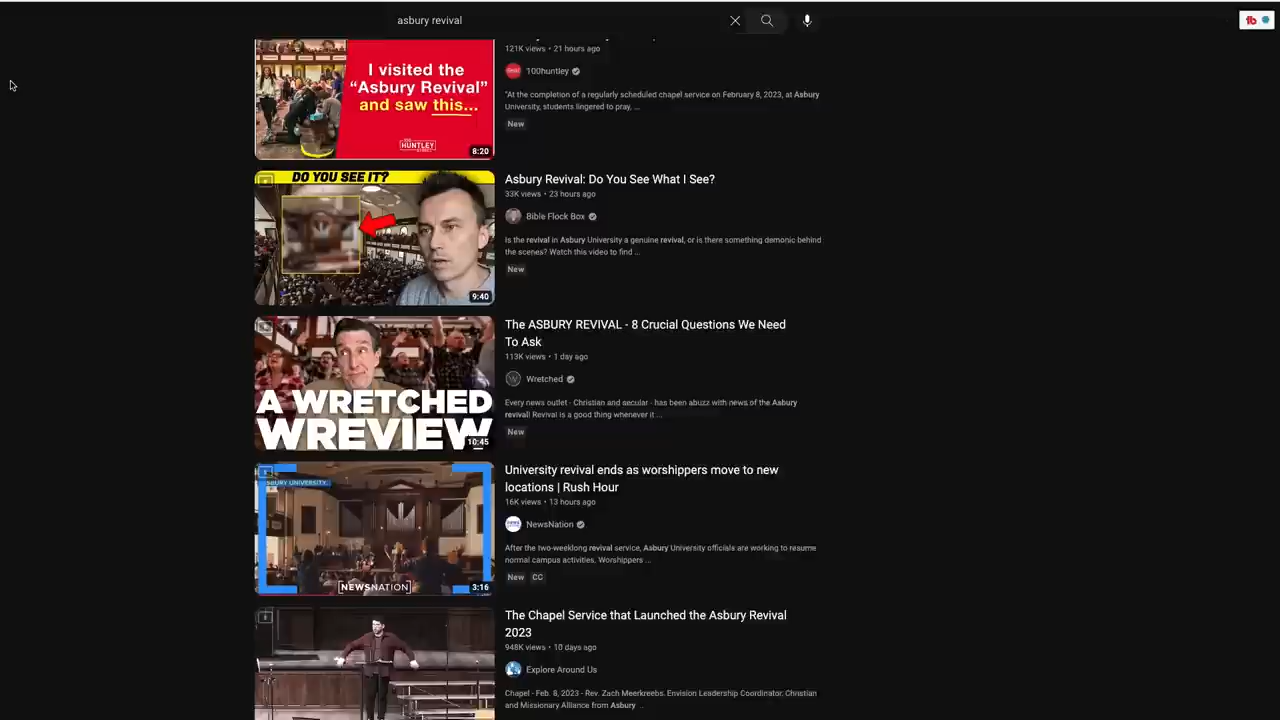 asbury revival
121K views • 21 hours ago
I visited the
“Asbury Revival”
and saw this...
HUNTLEY
8:20
100huntley
"At the completion of a regularly scheduled chapel service on February 8, 2023, at Asbury
University, students lingered to pray, ...
New
DO YOU SEE IT?
9:40
Asbury Revival: Do You See What I See?
33K views • 23 hours ago
Bible Flock Box
Is the revival in Asbury University a genuine revival, or is there something demonic behind
the scenes? Watch this video to find ...
New
A WRETCHED
WREVIEW
10:45
The ASBURY REVIVAL - 8 Crucial Questions We Need
To Ask
113K views • 1 day ago
Wretched
Every news outlet - Christian and secular - has been abuzz with news of the Asbury
revival! Revival is a good thing whenever it ...
New
SBURY UNIVERSITY
NEWSNATION
3:16
University revival ends as worshippers move to new
locations | Rush Hour
16K views • 13 hours ago
NewsNation
After the two-weeklong revival service, Asbury University officials are working to resume
normal campus activities. Worshippers ...
New CC
The Chapel Service that Launched the Asbury Revival
2023
948K views • 10 days ago
Explore Around Us
Chapel - Feb. 8, 2023 - Rev. Zach Meerkreebs. Envision Leadership Coordinator. Christian
and Missionary Alliance from Asbury ...